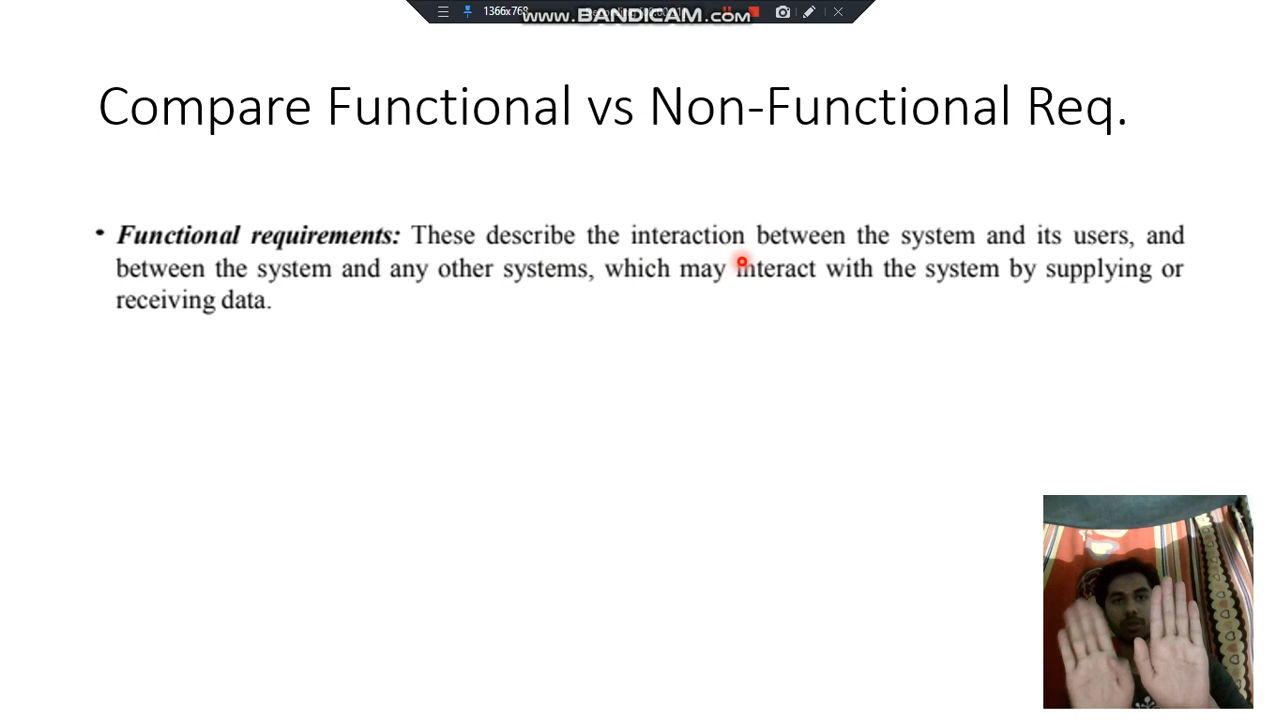 1366x768
WWW.BANDICAM.COM
Compare Functional vs Non-Functional Req.
• Functional requirements: These describe the interaction between the system and its users, and
between the system and any other systems, which may interact with the system by supplying or
receiving data.